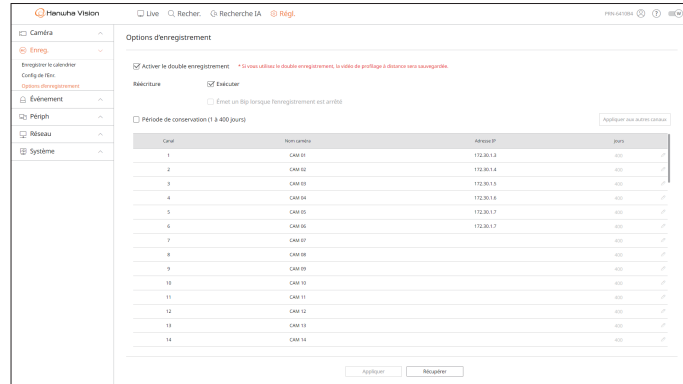 Hanwha Vision
Live Recher. Recherche IA Régl.
Caméra
Enreg.
Enregistrer le calendrier
Config de l'Em
Options d'enregistrement
Événement
Périph
Réseau
Système
Options d'enregistrement
Activer le double enregistrement * Si vous utilisez le double enregistrement, la vidéo de profilage à distance sera sauvegardée.
Réécriture Exécuter
Émet un Bip lorsque l'enregistrement est arrêté
Période de conservation (1 à 400 jours) Appliquer aux autres canaux
Canal Nom caméra Adresse IP Jours
1 CAM 01 172.30.1.3 400
2 CAM 02 172.30.1.4 400
3 CAM 03 172.30.1.5 400
4 CAM 04 172.30.1.6 400
5 CAM 05 172.30.1.7 400
6 CAM 06 172.30.1.7 400
7 CAM 07 400
8 CAM 08 400
9 CAM 09 400
10 CAM 10 400
11 CAM 11 400
12 CAM 12 400
13 CAM 13 400
14 CAM 14 400
Appliquer Récupérer